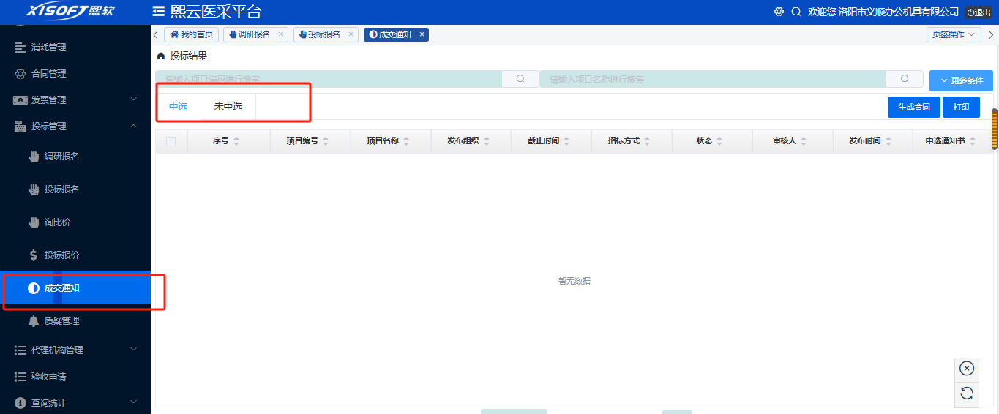 XISOFT熙软
熙云医采平台
欢迎您 洛阳市义顺办公机具有限公司
退出
消耗管理
合同管理
发票管理
投标管理
调研报名
投标报名
询比价
投标报价
成交通知
质疑管理
代理机构管理
验收申请
查询统计
我的首页 调研报名 × 投标报名 × 成交通知 × 页签操作
投标结果
请输入项目编码进行搜索 请输入项目名称进行搜索 更多条件
中选 未中选 生成合同 打印
序号 项目编号 项目名称 发布组织 截止时间 招标方式 状态 审核人 发布时间 中选通知书
暂无数据